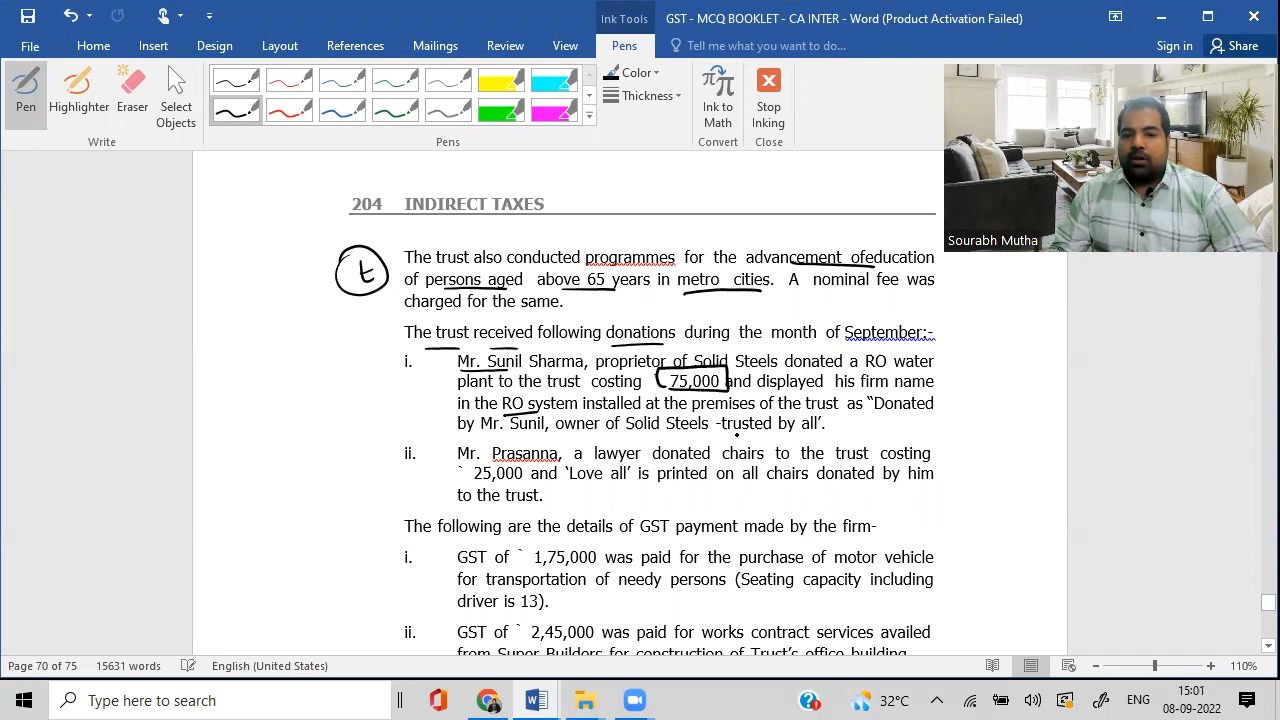 GST - MCQ BOOKLET - CA INTER - Word (Product Activation Failed)
Ink Tools
File
Home
Insert
Design
Layout
References
Mailings
Review
View
Pens
Tell me what you want to do...
Sign in
Share
Pen
Highlighter
Eraser
Select Objects
Write
Pens
Color
Thickness
Ink to Math
Convert
Stop Inking
Close
Sourabh Mutha
204 INDIRECT TAXES
t
The trust also conducted programmes for the advancement ofeducation
of persons aged above 65 years in metro cities. A nominal fee was
charged for the same.
The trust received following donations during the month of September:-
i. Mr. Sunil Sharma, proprietor of Solid Steels donated a RO water
plant to the trust costing 75,000 and displayed his firm name
in the RO system installed at the premises of the trust as “Donated
by Mr. Sunil, owner of Solid Steels -trusted by all’.
ii. Mr. Prasanna, a lawyer donated chairs to the trust costing
` 25,000 and ‘Love all’ is printed on all chairs donated by him
to the trust.
The following are the details of GST payment made by the firm-
i. GST of ` 1,75,000 was paid for the purchase of motor vehicle
for transportation of needy persons (Seating capacity including
driver is 13).
ii. GST of ` 2,45,000 was paid for works contract services availed
from Super Builders for construction of Trust’s office building
Page 70 of 75
15631 words
English (United States)
110%
Type here to search
32°C
ENG
15:01
08-09-2022